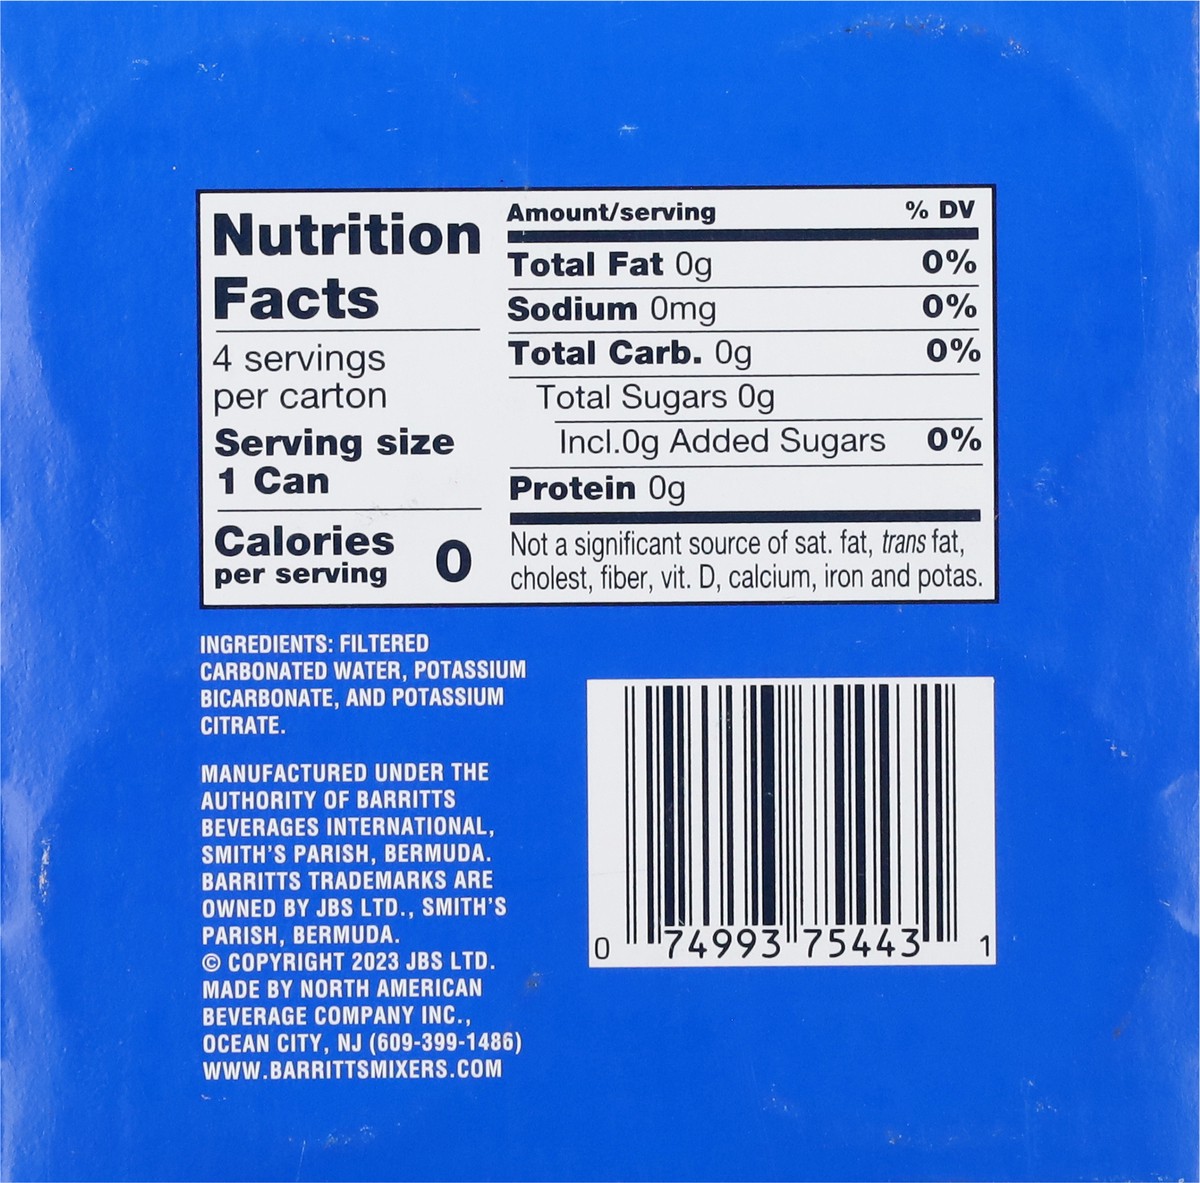 Nutrition
Facts
4 servings
per carton
Serving size
1 Can
Calories
per serving 0
Amount/serving % DV
Total Fat 0g 0%
Sodium 0mg 0%
Total Carb. 0g 0%
Total Sugars 0g
Incl.0g Added Sugars 0%
Protein 0g
Not a significant source of sat. fat, trans fat,
cholest, fiber, vit. D, calcium, iron and potas.
INGREDIENTS: FILTERED
CARBONATED WATER, POTASSIUM
BICARBONATE, AND POTASSIUM
CITRATE.
MANUFACTURED UNDER THE
AUTHORITY OF BARRITTS
BEVERAGES INTERNATIONAL,
SMITH'S PARISH, BERMUDA.
BARRITTS TRADEMARKS ARE
OWNED BY JBS LTD., SMITH'S
PARISH, BERMUDA.
© COPYRIGHT 2023 JBS LTD.
MADE BY NORTH AMERICAN
BEVERAGE COMPANY INC.,
OCEAN CITY, NJ (609-399-1486)
WWW.BARRITTSMIXERS.COM
0 74993 75443 1